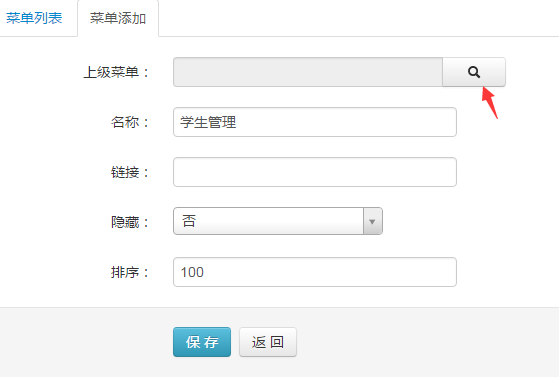 菜单列表 菜单添加
上级菜单：
名称： 学生管理
链接：
隐藏： 否
排序： 100
保 存 返 回